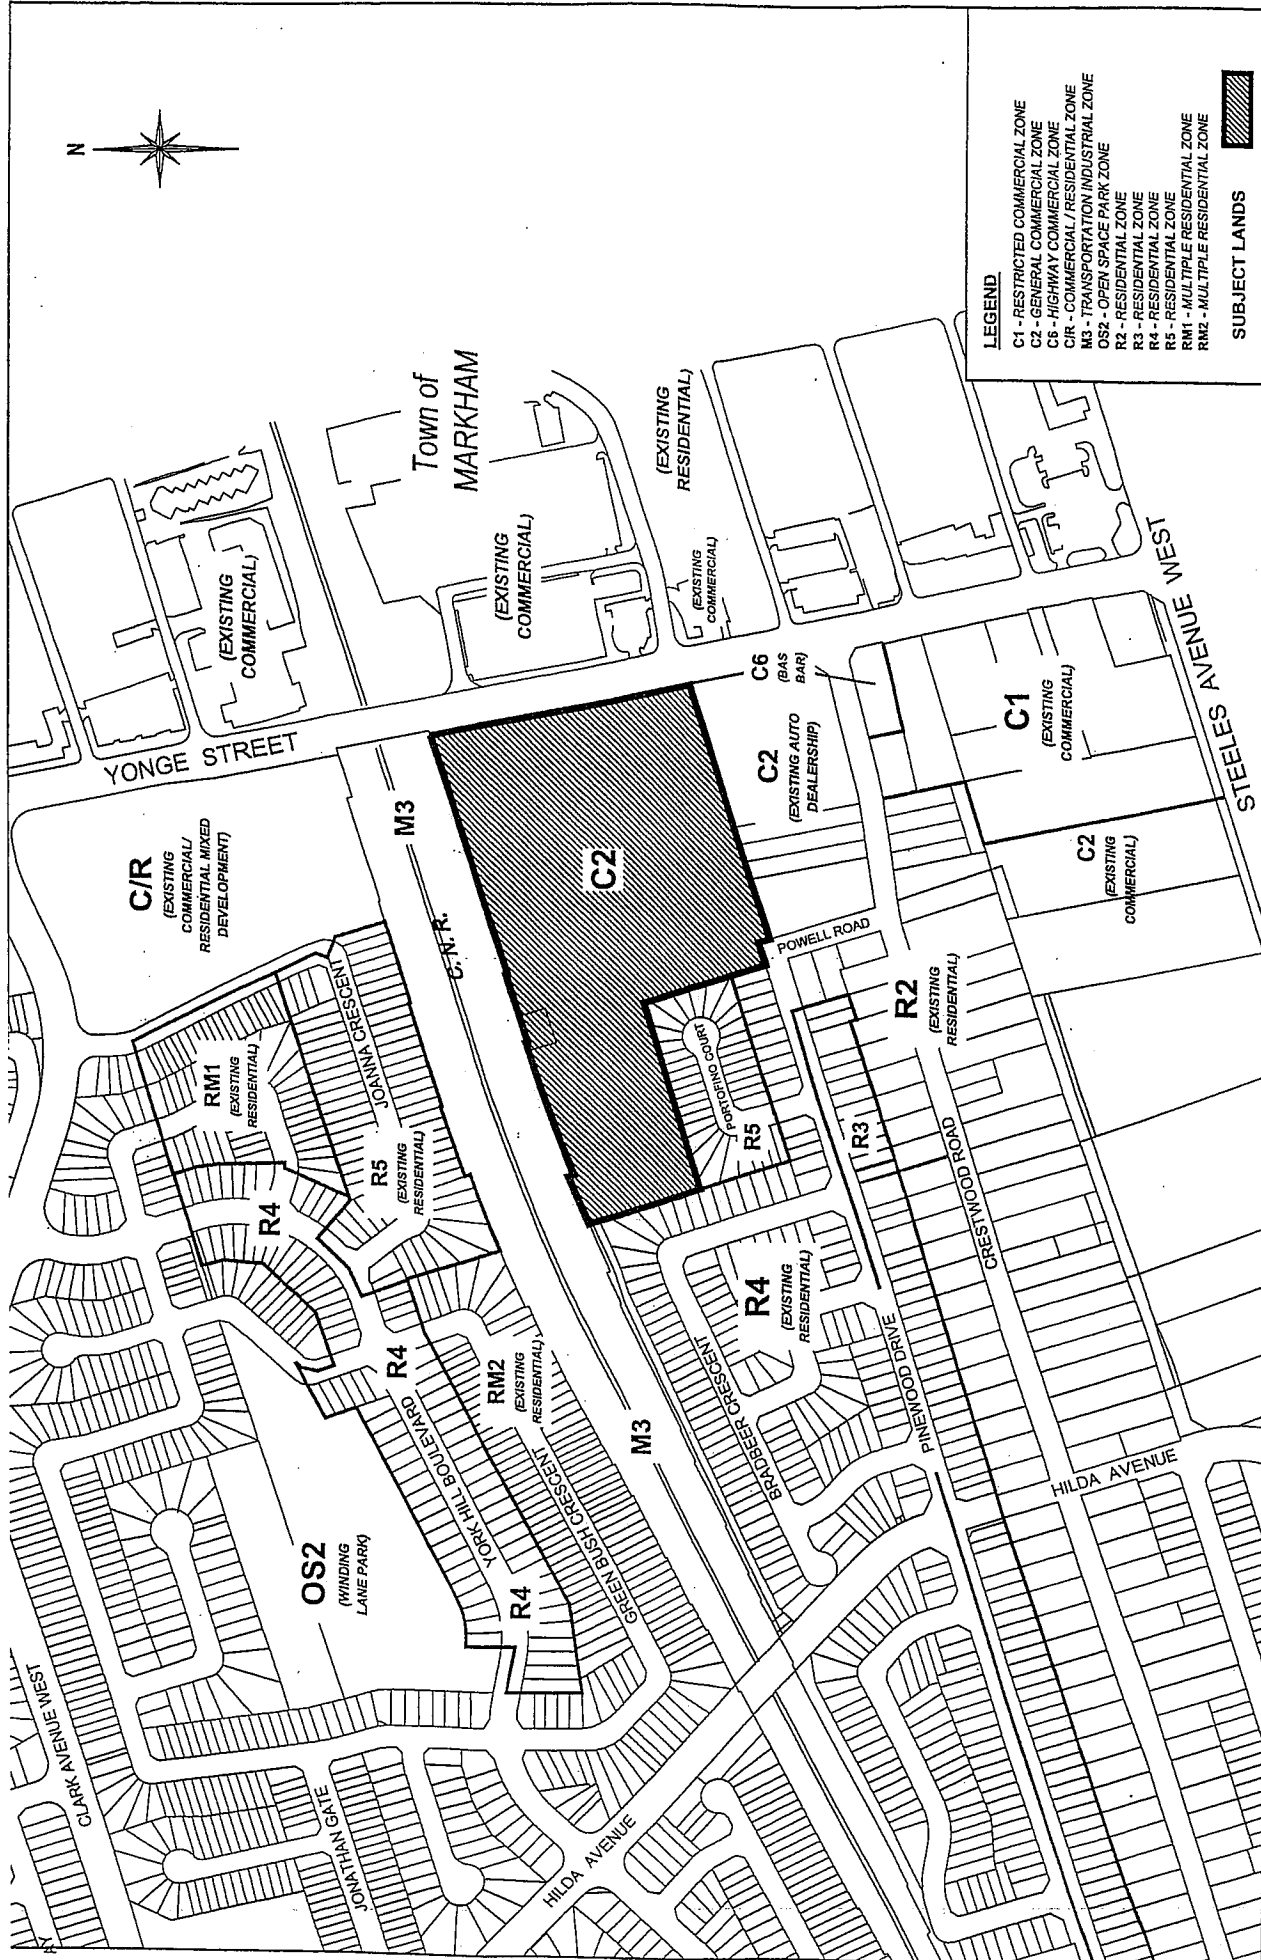 N
Town of
MARKHAM
(EXISTING
COMMERCIAL)
(EXISTING
COMMERCIAL)
(EXISTING
RESIDENTIAL)
(EXISTING
COMMERCIAL)
YONGE STREET
C/R
(EXISTING
COMMERCIAL/
RESIDENTIAL MIXED
DEVELOPMENT)
M3
C. N. R.
C2
C2
(EXISTING AUTO
DEALERSHIP)
C6
(BAS
BAR)
C1
(EXISTING
COMMERCIAL)
STEELES AVENUE WEST
C2
(EXISTING
COMMERCIAL)
POWELL ROAD
R2
(EXISTING
RESIDENTIAL)
RM1
(EXISTING
RESIDENTIAL)
JOANNA CRESCENT
R5
(EXISTING
RESIDENTIAL)
R4
PORTOFINO COURT
R5
R3
CRESTWOOD ROAD
R4
(EXISTING
RESIDENTIAL)
R4
RM2
(EXISTING
RESIDENTIAL)
M3
BRADBEER CRESCENT
PINEWOOD DRIVE
HILDA AVENUE
YORK HILL BOULEVARD
GREEN BUSH CRESCENT
OS2
(WINDING
LANE PARK)
R4
CLARK AVENUE WEST
JONATHAN GATE
HILDA AVENUE
AY
LEGEND
C1 - RESTRICTED COMMERCIAL ZONE
C2 - GENERAL COMMERCIAL ZONE
C6 - HIGHWAY COMMERCIAL ZONE
C/R - COMMERCIAL / RESIDENTIAL ZONE
M3 - TRANSPORTATION INDUSTRIAL ZONE
OS2 - OPEN SPACE PARK ZONE
R2 - RESIDENTIAL ZONE
R3 - RESIDENTIAL ZONE
R4 - RESIDENTIAL ZONE
R5 - RESIDENTIAL ZONE
RM1 - MULTIPLE RESIDENTIAL ZONE
RM2 - MULTIPLE RESIDENTIAL ZONE
SUBJECT LANDS